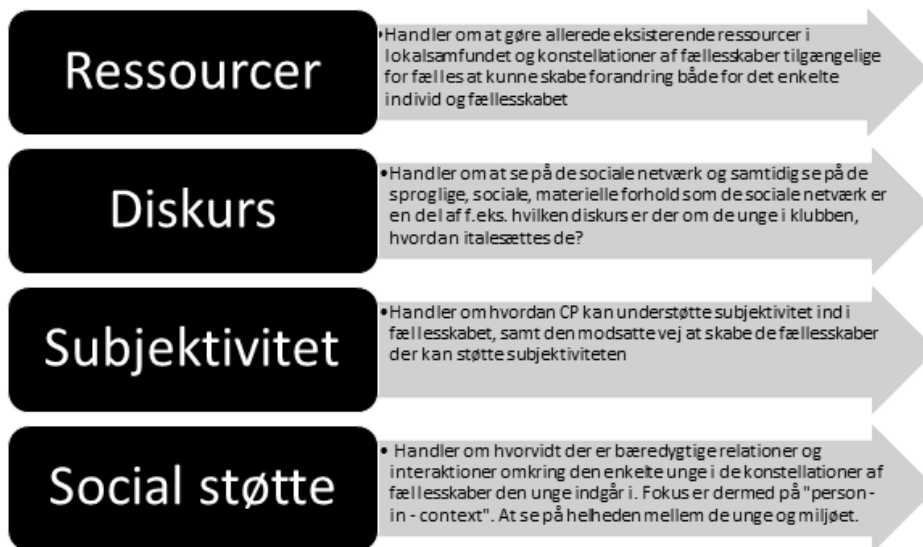 Ressourcer
•Handler om at gøre allerede eksisterende ressourcer i
lokalsamfundet og konstellationer af fællesskaber tilgængelige
for fælles at kunne skabe forandring både for det enkelte
individ og fællesskabet
Diskurs
•Handler om at se på de sociale netværk og samtidig se på de
sproglige, sociale, materielle forhold som de sociale netværk er
en del af f.eks. hvilken diskurs er der om de unge i klubben,
hvordan italesættes de?
Subjektivitet
•Handler om hvordan CP kan understøtte subjektivitet ind i
fællesskabet, samt den modsatte vej at skabe de fællesskaber
der kan støtte subjektiviteten
Social støtte
• Handler om hvorvidt der er bæredygtige relationer og
interaktioner omkring den enkelte unge i de konstellationer af
fællesskaber den unge indgår i. Fokus er dermed på "person -
in - context". At se på helheden mellem de unge og miljøet.